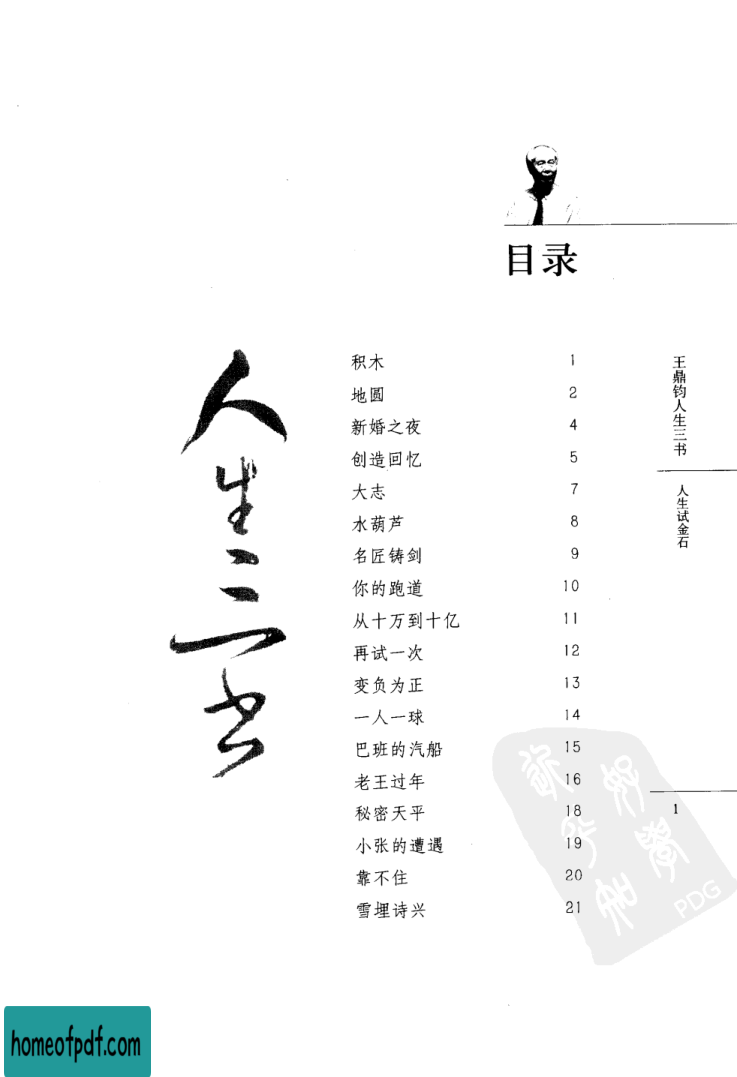 目录
人生三书
积木 1
地圆 2
新婚之夜 4
创造回忆 5
大志 7
水葫芦 8
名匠铸剑 9
你的跑道 10
从十万到十亿 11
再试一次 12
变负为正 13
一人一球 14
巴班的汽船 15
老王过年 16
秘密天平 18
小张的遭遇 19
靠不住 20
雪埋诗兴 21
王鼎钧人生三书
人生试金石
1
PDG
homeofpdf.com